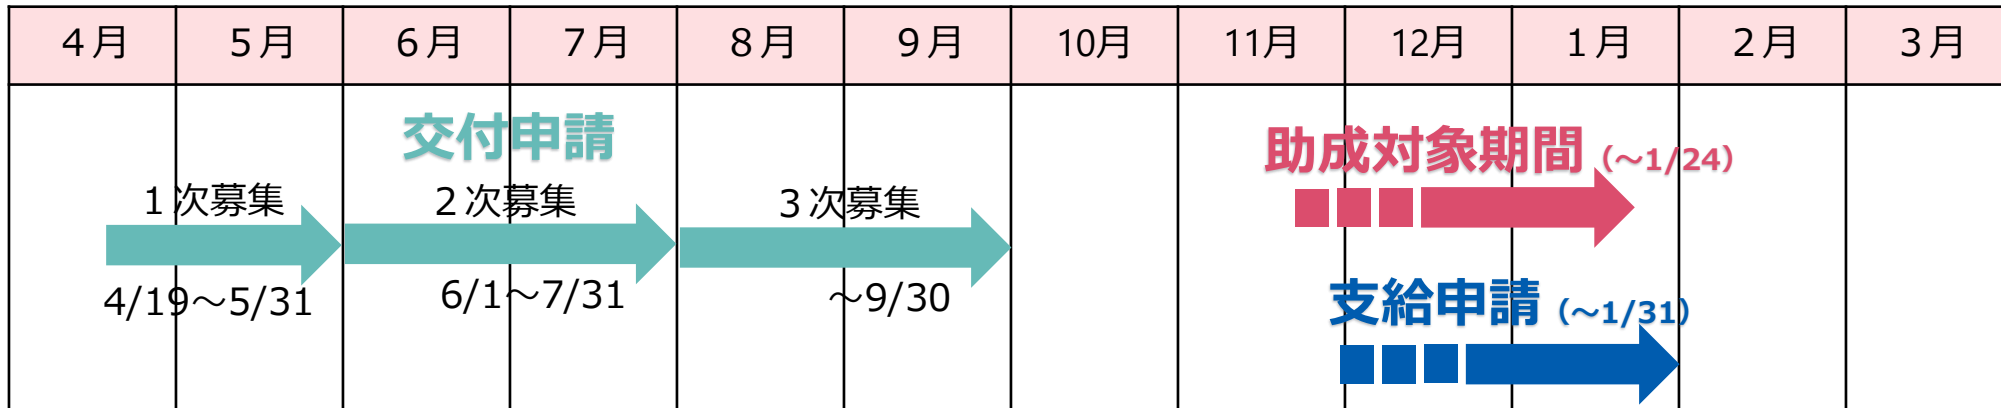 ４月 ５月 ６月 ７月 ８月 ９月 10月 11月 12月 １月 ２月 ３月
交付申請
１次募集 ２次募集 ３次募集
4/19～5/31 6/1～7/31 ～9/30
助成対象期間（～1/24）
支給申請（～1/31）